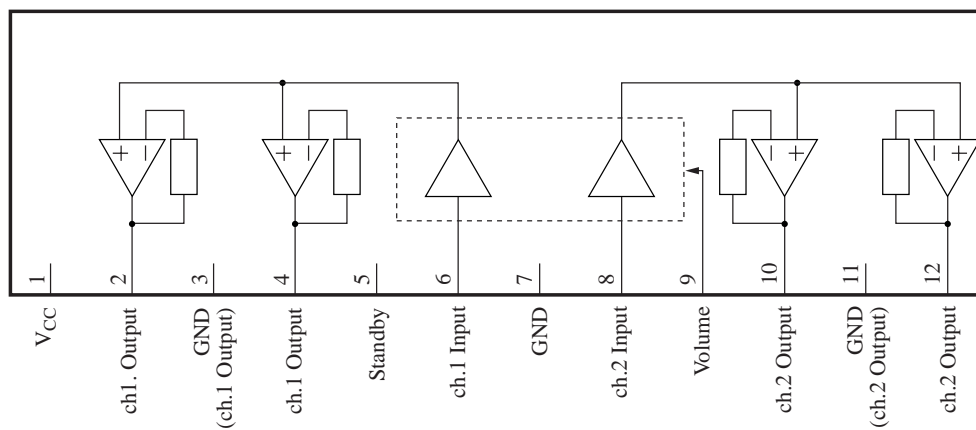 1
2
3
4
5
6
7
8
9
10
11
12
VCC
ch1. Output
GND
(ch.1 Output)
ch.1 Output
Standby
ch.1 Input
GND
ch.2 Input
Volume
ch.2 Output
GND
(ch.2 Output)
ch.2 Output